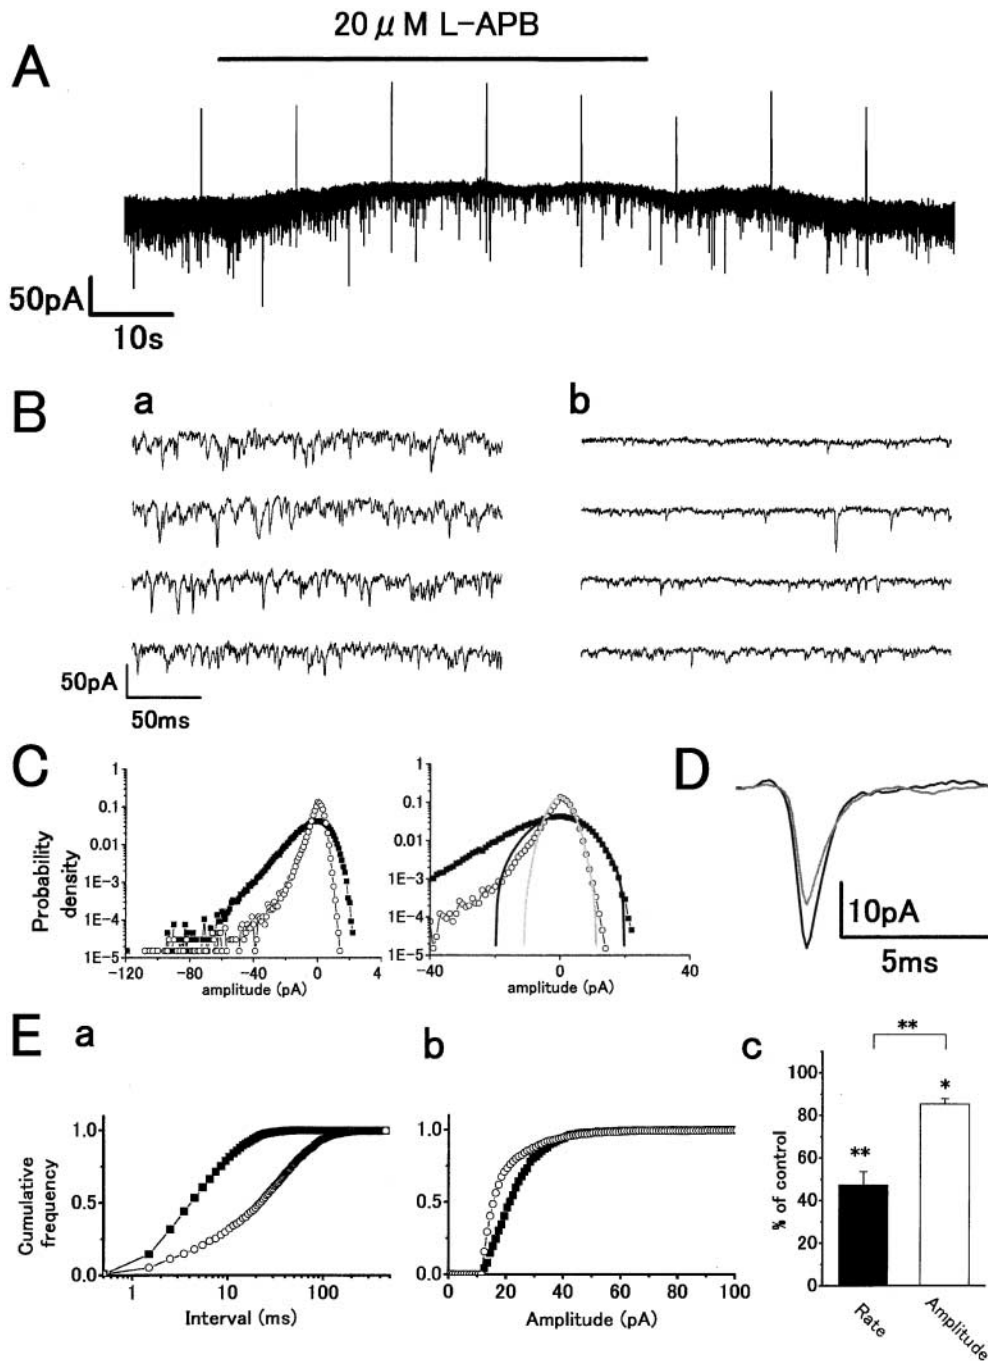 20 μM L-APB
A
50pA
10s
B
a
b
50pA
50ms
C
Probability
density
1
0.1
0.01
1E-3
1E-4
1E-5
-120
-80
-40
0
4
amplitude (pA)
1
0.1
0.01
1E-3
1E-4
1E-5
-40
0
40
amplitude (pA)
D
10pA
5ms
E
a
Cumulative
frequency
1.0
0.5
0.0
1
10
100
Interval (ms)
b
1.0
0.5
0.0
0
20
40
60
80
100
Amplitude (pA)
c
% of control
100
80
60
40
20
0
**
**
*
Rate
Amplitude